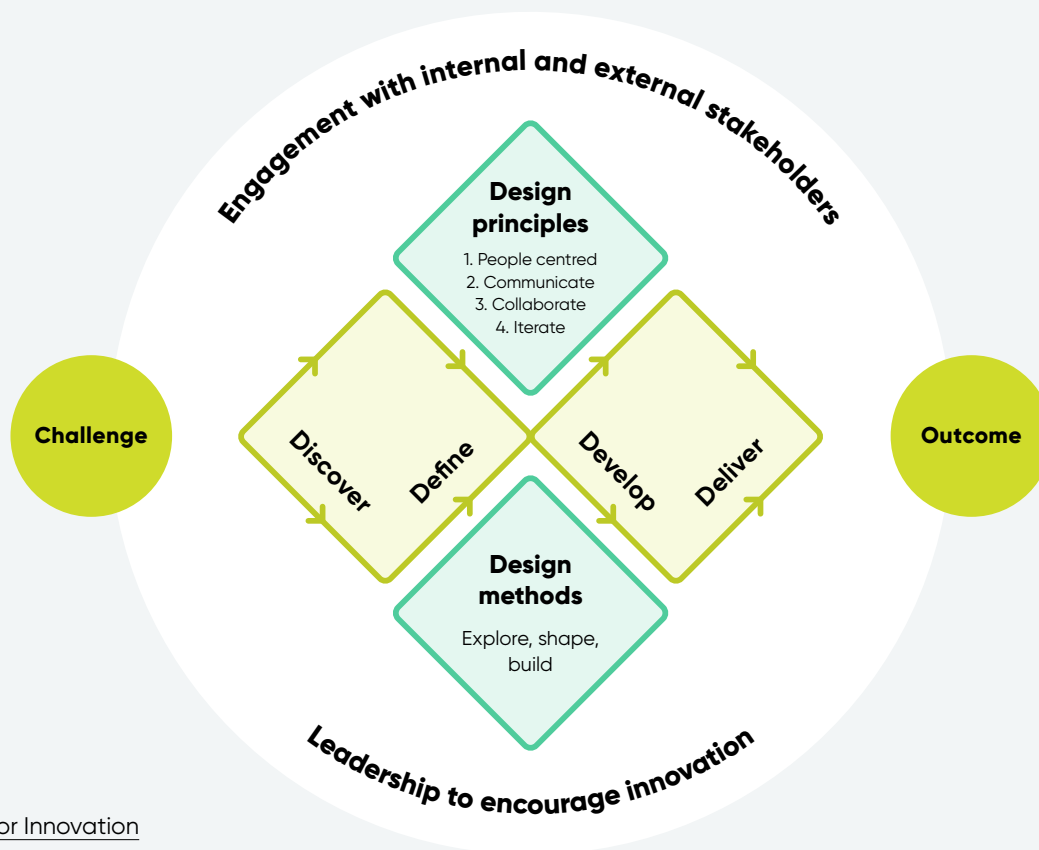 Engagement with internal and external stakeholders
Design
principles
1. People centred
2. Communicate
3. Collaborate
4. Iterate
Challenge
Discover
Define
Develop
Deliver
Outcome
Design
methods
Explore, shape,
build
Leadership to encourage innovation
or Innovation